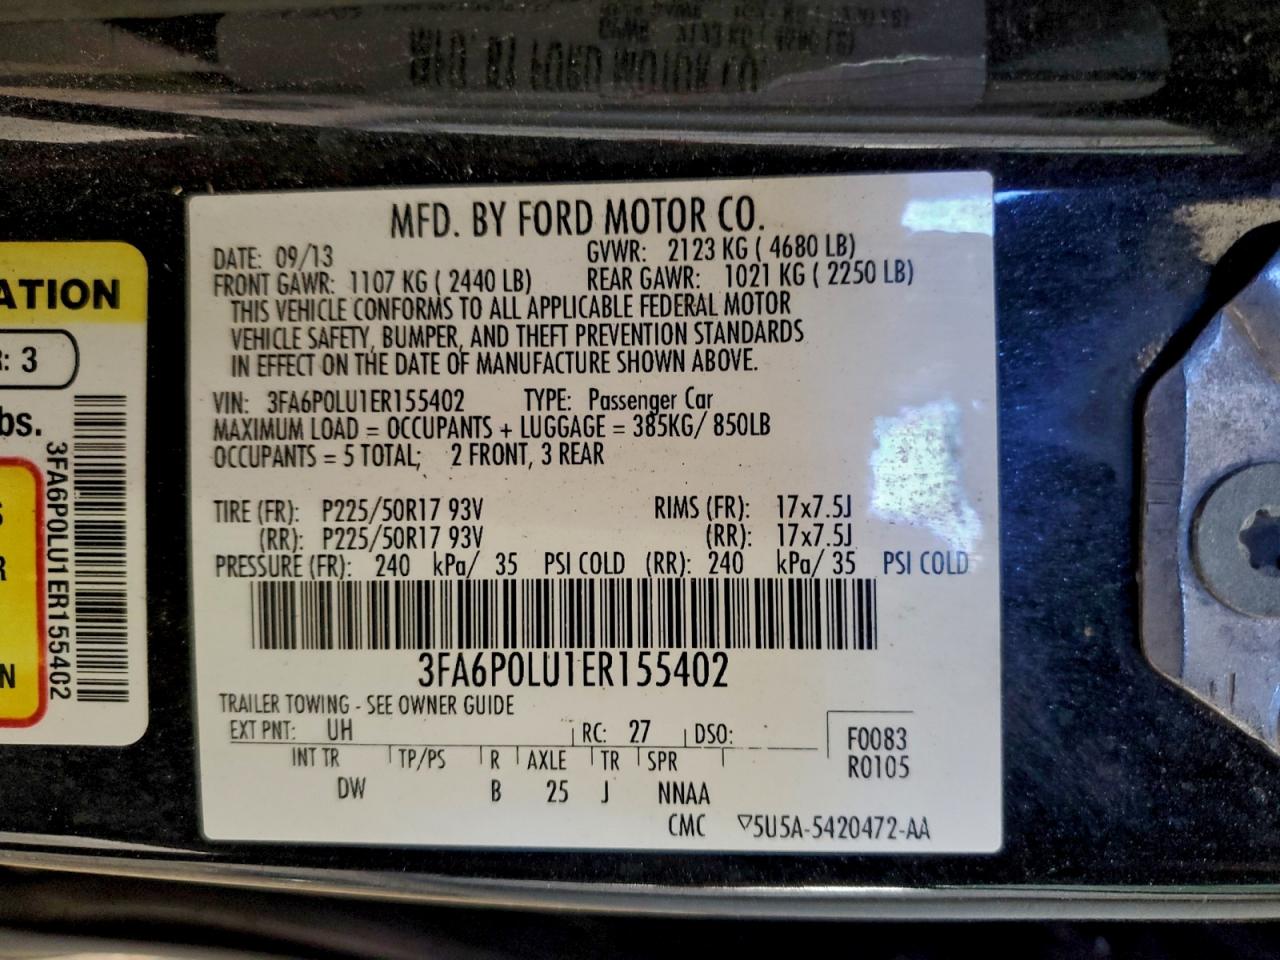 MFD. BY FORD MOTOR CO.
DATE: 09/13 GVWR: 2123 KG ( 4680 LB)
FRONT GAWR: 1107 KG ( 2440 LB) REAR GAWR: 1021 KG ( 2250 LB)
THIS VEHICLE CONFORMS TO ALL APPLICABLE FEDERAL MOTOR
VEHICLE SAFETY, BUMPER, AND THEFT PREVENTION STANDARDS
IN EFFECT ON THE DATE OF MANUFACTURE SHOWN ABOVE.
VIN: 3FA6P0LU1ER155402 TYPE: Passenger Car
MAXIMUM LOAD = OCCUPANTS + LUGGAGE = 385KG/ 850LB
OCCUPANTS = 5 TOTAL; 2 FRONT, 3 REAR
TIRE (FR): P225/50R17 93V RIMS (FR): 17x7.5J
(RR): P225/50R17 93V (RR): 17x7.5J
PRESSURE (FR): 240 kPa/ 35 PSI COLD (RR): 240 kPa/ 35 PSI COLD
3FA6P0LU1ER155402
TRAILER TOWING - SEE OWNER GUIDE
EXT PNT: UH RC: 27 DSO:
F0083
R0105
INT TR TP/PS R AXLE TR SPR
DW B 25 J NNAA
CMC ▽5U5A-5420472-AA
ATION
R: 3
bs.
3FA6P0LU1ER155402
S
R
N